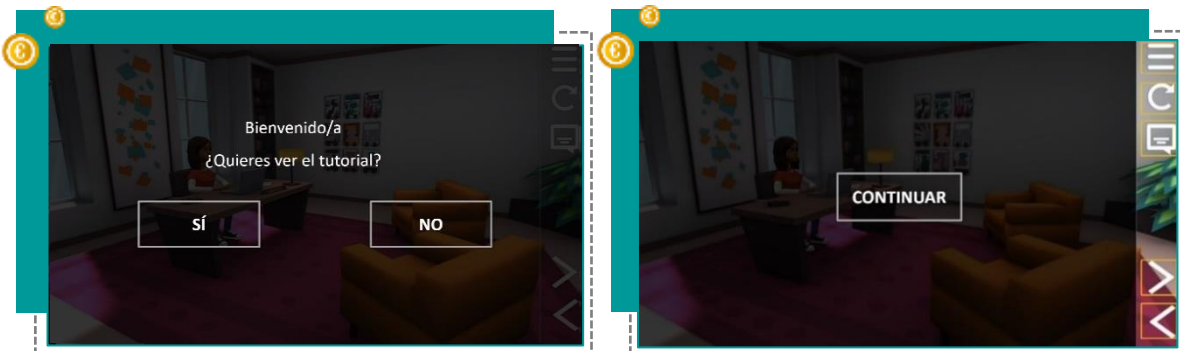 Bienvenido/a
¿Quieres ver el tutorial?
SÍ
NO
CONTINUAR